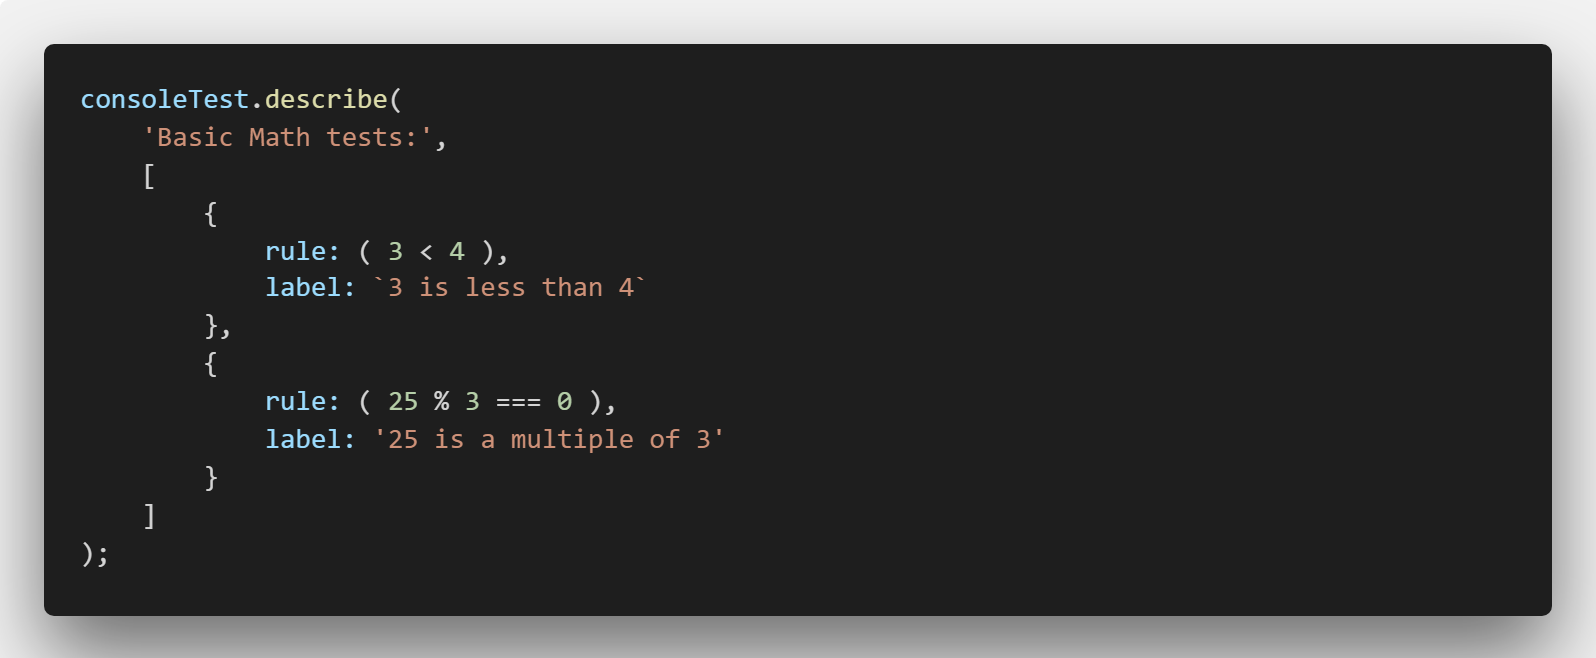 consoleTest.describe(
    'Basic Math tests:',
    [
        {
            rule: ( 3 < 4 ),
            label: `3 is less than 4`
        },
        {
            rule: ( 25 % 3 === 0 ),
            label: '25 is a multiple of 3'
        }
    ]
);